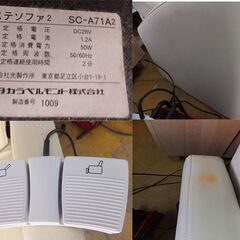 ステソファ2 SC-A71A2
定格電圧 DC28V
定格電流 1.2A
定格消費電力 50W
定格周波数 50/60Hz
定格連続使用時間 2分
東京都足立区小台1-19-1
タカラベルモント株式会社
製造番号 1009